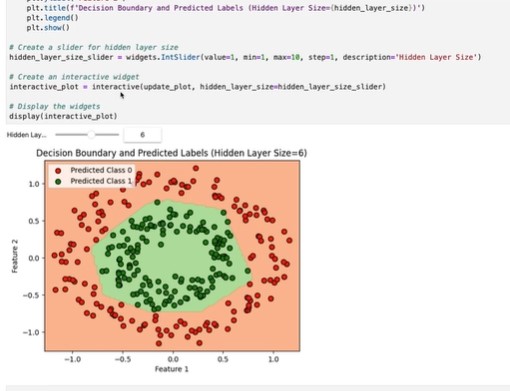 plt.title(f'Decision Boundary and Predicted Labels (Hidden Layer Size={hidden_layer_size})')
plt.legend()
plt.show()
# Create a slider for hidden layer size
hidden_layer_size_slider = widgets.IntSlider(value=1, min=1, max=10, step=1, description='Hidden Layer Size')
# Create an interactive widget
interactive_plot = interactive(update_plot, hidden_layer_size=hidden_layer_size_slider)
# Display the widgets
display(interactive_plot)
Hidden Lay... 6
Decision Boundary and Predicted Labels (Hidden Layer Size=6)
Predicted Class 0
Predicted Class 1
1.0
0.5
0.0
−0.5
−1.0
Feature 2
−1.0 −0.5 0.0 0.5 1.0
Feature 1